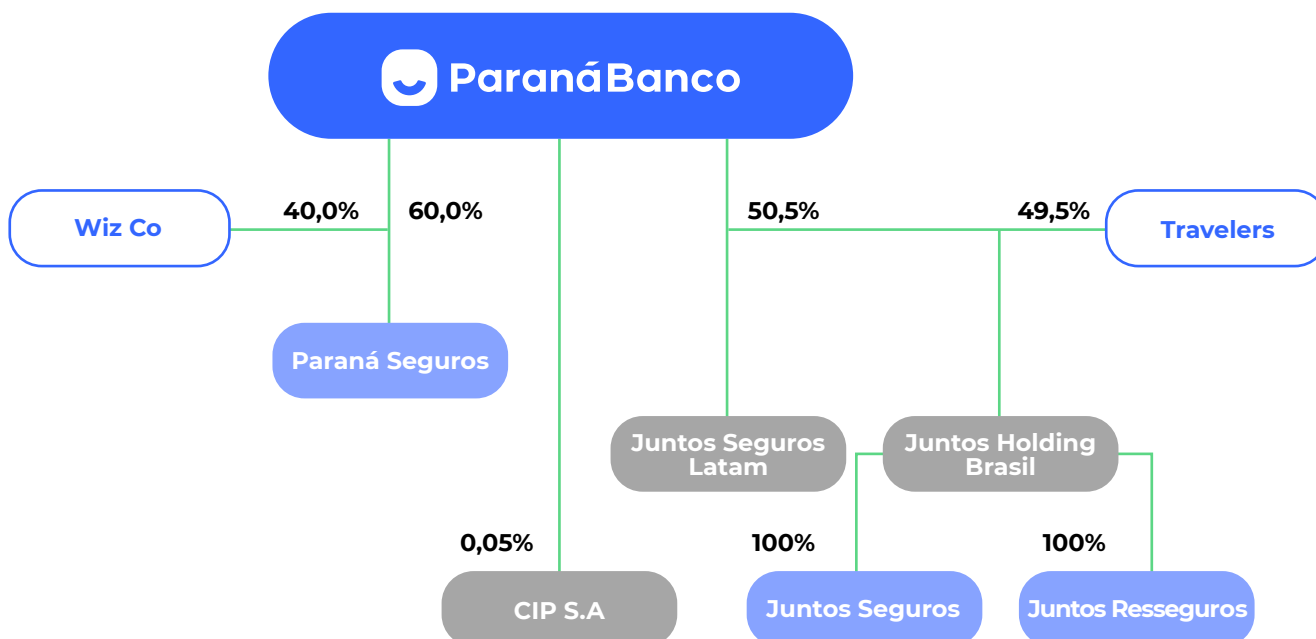 ParanáBanco
40,0%
60,0%
50,5%
49,5%
Wiz Co
Travelers
Paraná Seguros
Juntos Seguros
Latam
Juntos Holding
Brasil
0,05%
100%
100%
CIP S.A
Juntos Seguros
Juntos Resseguros